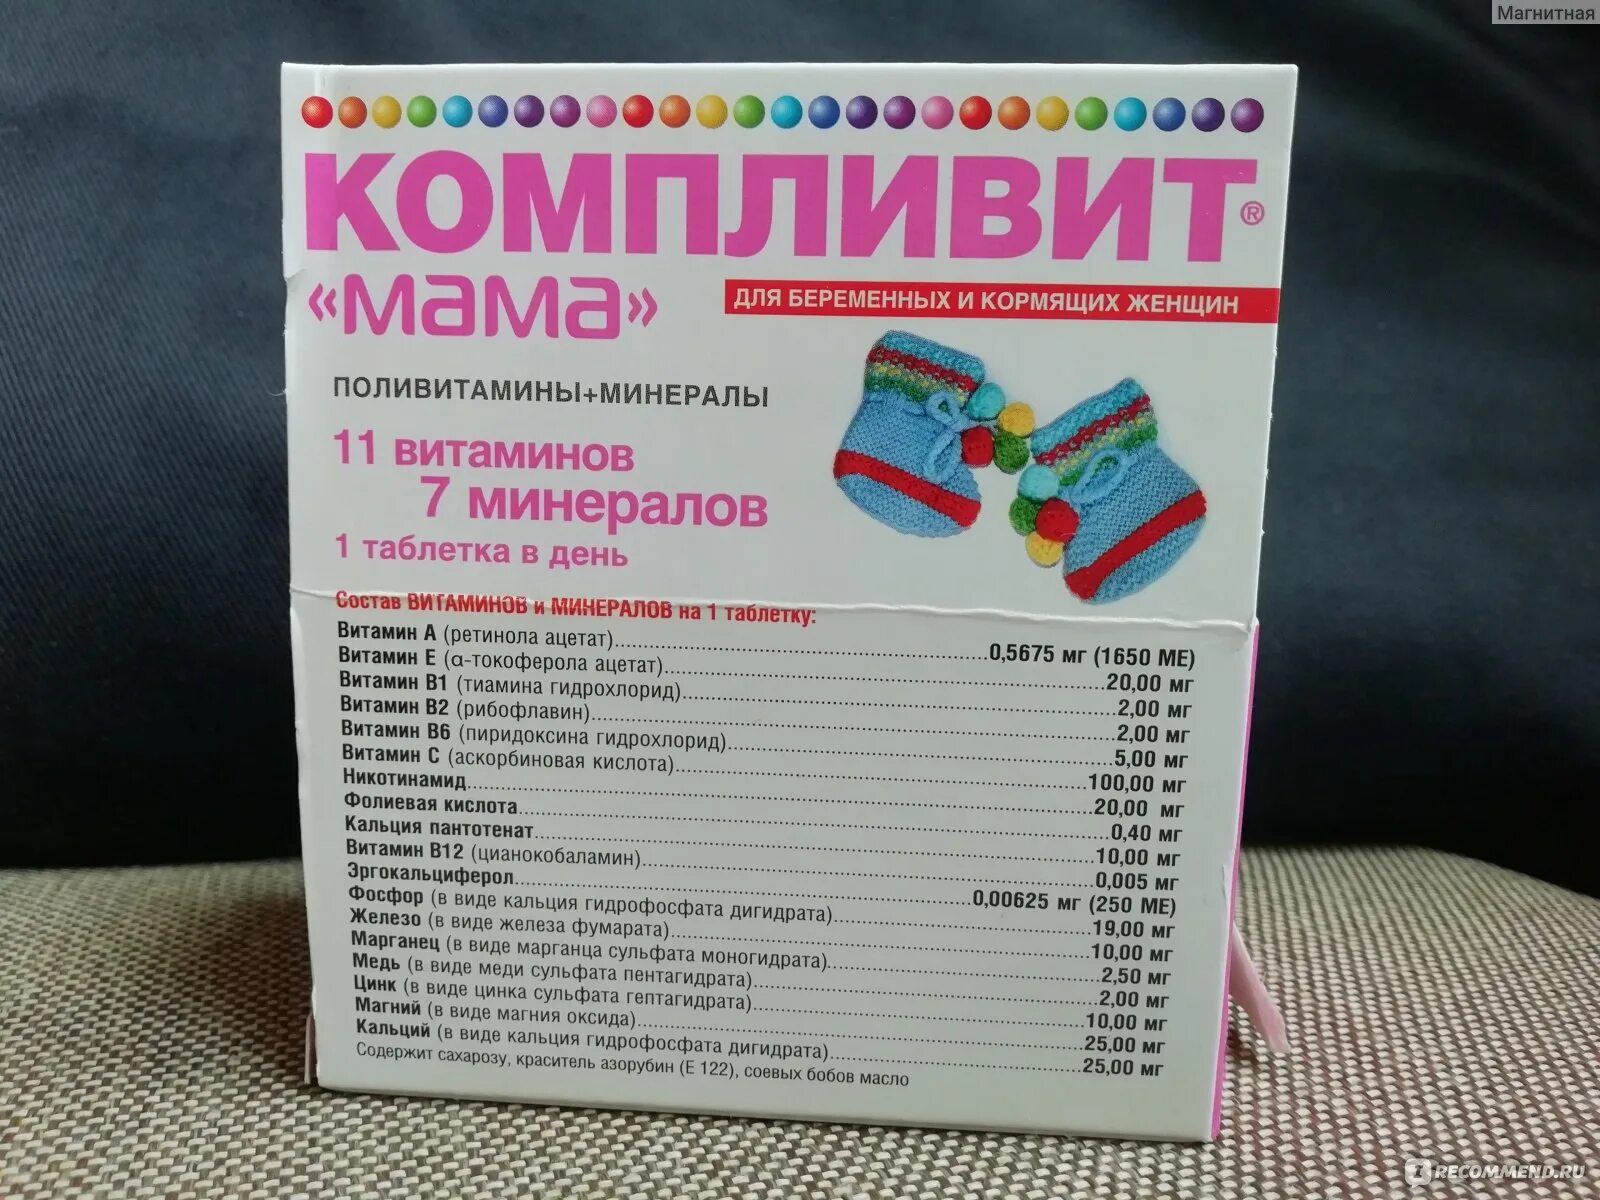 Магнитная
КОМПЛИВИТ®
«мама»
ДЛЯ БЕРЕМЕННЫХ И КОРМЯЩИХ ЖЕНЩИН
ПОЛИВИТАМИНЫ+МИНЕРАЛЫ
11 витаминов
7 минералов
1 таблетка в день
Состав ВИТАМИНОВ и МИНЕРАЛОВ на 1 таблетку:
Витамин А (ретинола ацетат)........0,5675 мг (1650 МЕ)
Витамин Е (α-токоферола ацетат)........20,00 мг
Витамин В1 (тиамина гидрохлорид)........2,00 мг
Витамин В2 (рибофлавин)........2,00 мг
Витамин В6 (пиридоксина гидрохлорид)........5,00 мг
Витамин С (аскорбиновая кислота)........100,00 мг
Никотинамид........20,00 мг
Фолиевая кислота........0,40 мг
Кальция пантотенат........10,00 мг
Витамин В12 (цианокобаламин)........0,005 мг
Эргокальциферол........0,00625 мг (250 МЕ)
Фосфор (в виде кальция гидрофосфата дигидрата)........19,00 мг
Железо (в виде железа фумарата)........10,00 мг
Марганец (в виде марганца сульфата моногидрата)........2,50 мг
Медь (в виде меди сульфата пентагидрата)........2,00 мг
Цинк (в виде цинка сульфата гептагидрата)........10,00 мг
Магний (в виде магния оксида)........25,00 мг
Кальций (в виде кальция гидрофосфата дигидрата)........25,00 мг
Содержит сахарозу, краситель азорубин (Е 122), соевых бобов масло
RECOMMEND.RU